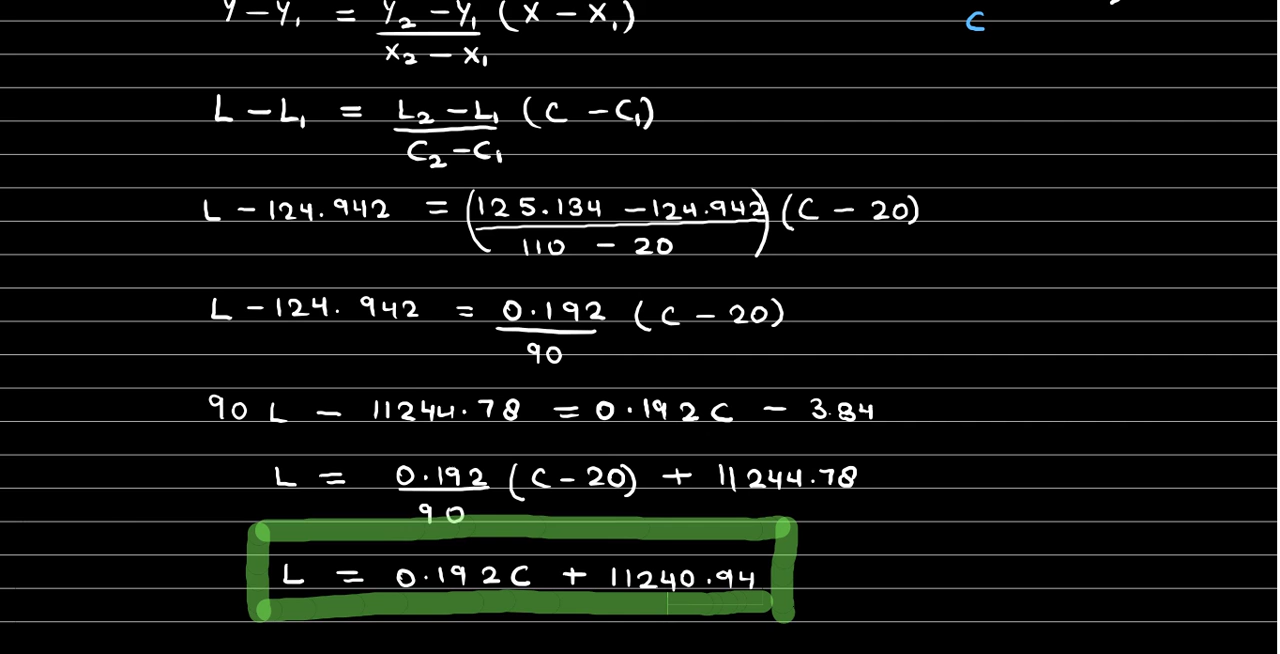 Y - Y₁ = Y₂ - Y₁ / X₂ - X₁ (X - X₁)
C
L - L₁ = L₂ - L₁ / C₂ - C₁ (C - C₁)
L - 124.942 = (125.134 - 124.942 / 110 - 20) (C - 20)
L - 124.942 = 0.192 / 90 (C - 20)
90 L - 11244.78 = 0.192 C - 3.84
L = 0.192 / 90 (C - 20) + 11244.78
L = 0.192C + 11240.94